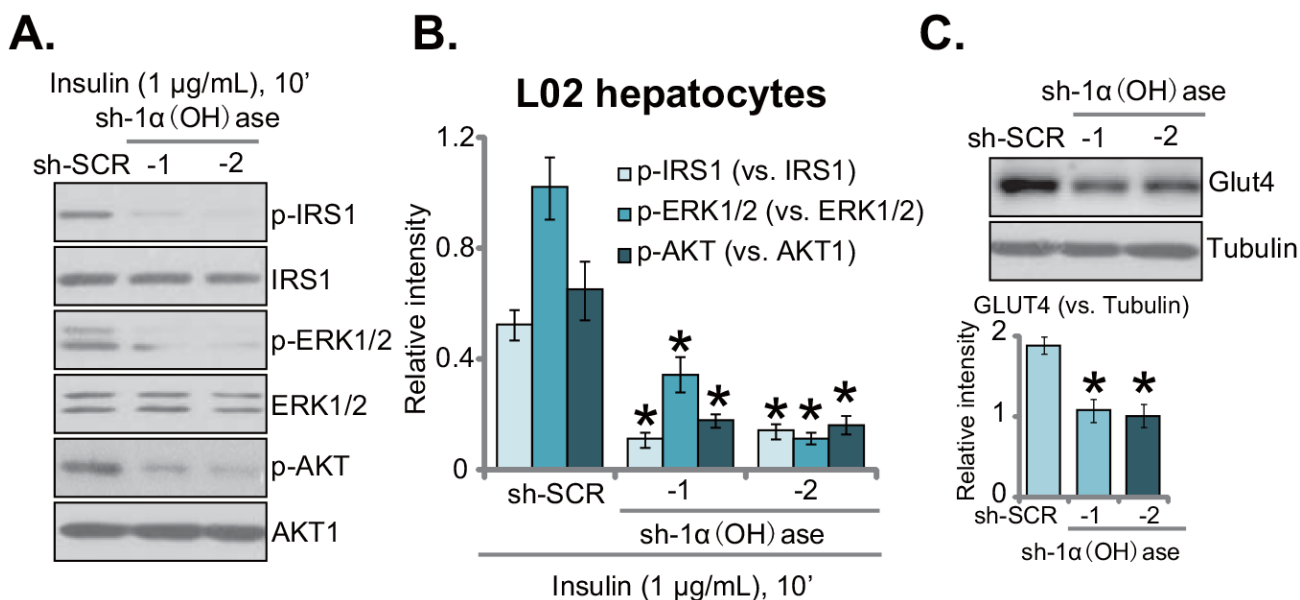 A.
Insulin (1 µg/mL), 10’
sh-1α(OH) ase
sh-SCR -1 -2
p-IRS1
IRS1
p-ERK1/2
ERK1/2
p-AKT
AKT1
B.
L02 hepatocytes
Relative intensity
1.2
0.8
0.4
0
p-IRS1 (vs. IRS1)
p-ERK1/2 (vs. ERK1/2)
p-AKT (vs. AKT1)
* * *
* * *
sh-SCR -1 -2
sh-1α(OH) ase
Insulin (1 µg/mL), 10’
C.
sh-1α(OH) ase
sh-SCR -1 -2
Glut4
Tubulin
GLUT4 (vs. Tubulin)
Relative intensity
2
1
0
* *
sh-SCR -1 -2
sh-1α(OH) ase